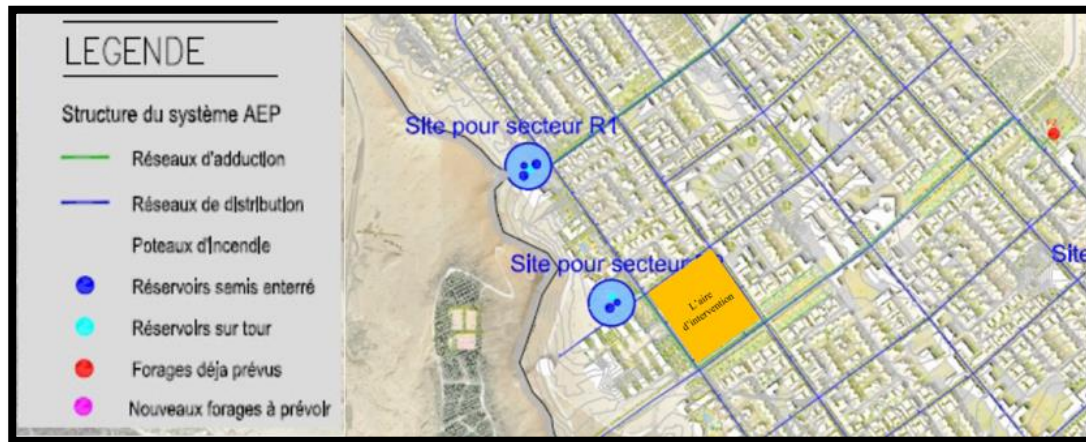 LEGENDE
Structure du système AEP
Réseaux d'adduction
Réseaux de distribution
Poteaux d'Incendie
Réservoirs semis enterré
Réservoirs sur tour
Forages déja prévus
Nouveaux forages à prévoir
Site pour secteur R1
Site pour secteur
L'aire
d'intervention
Site